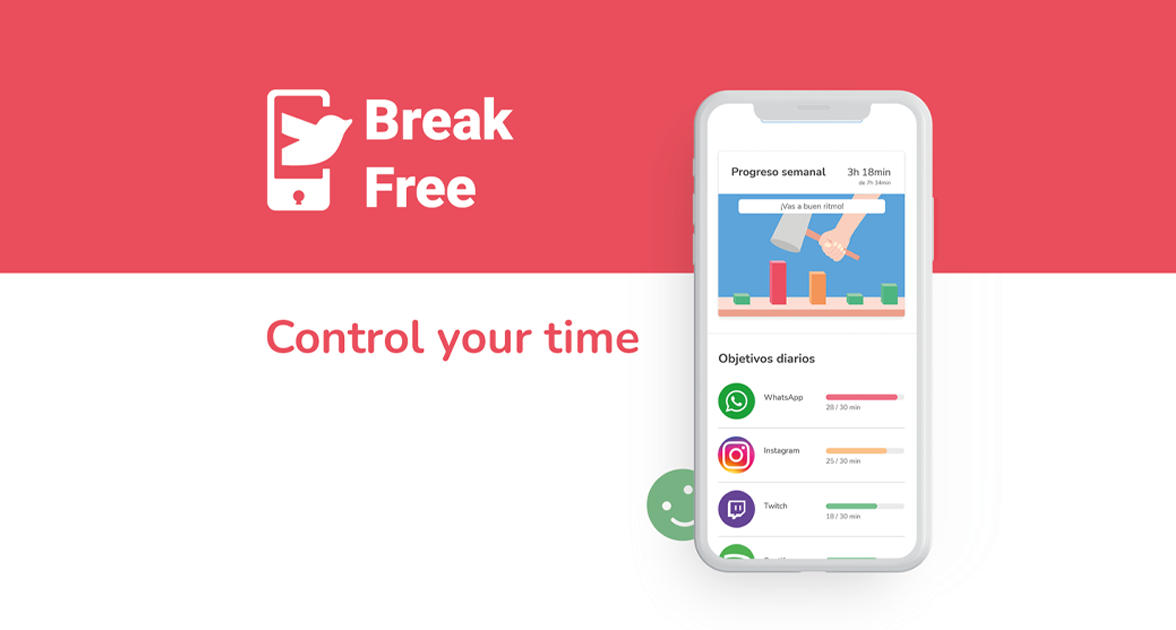 Break
Free
Control your time
Progreso semanal
3h 18min
de 7h 34min
¡Vas a buen ritmo!
Objetivos diarios
WhatsApp
28 / 30 min
Instagram
25 / 30 min
Twitch
18 / 30 min